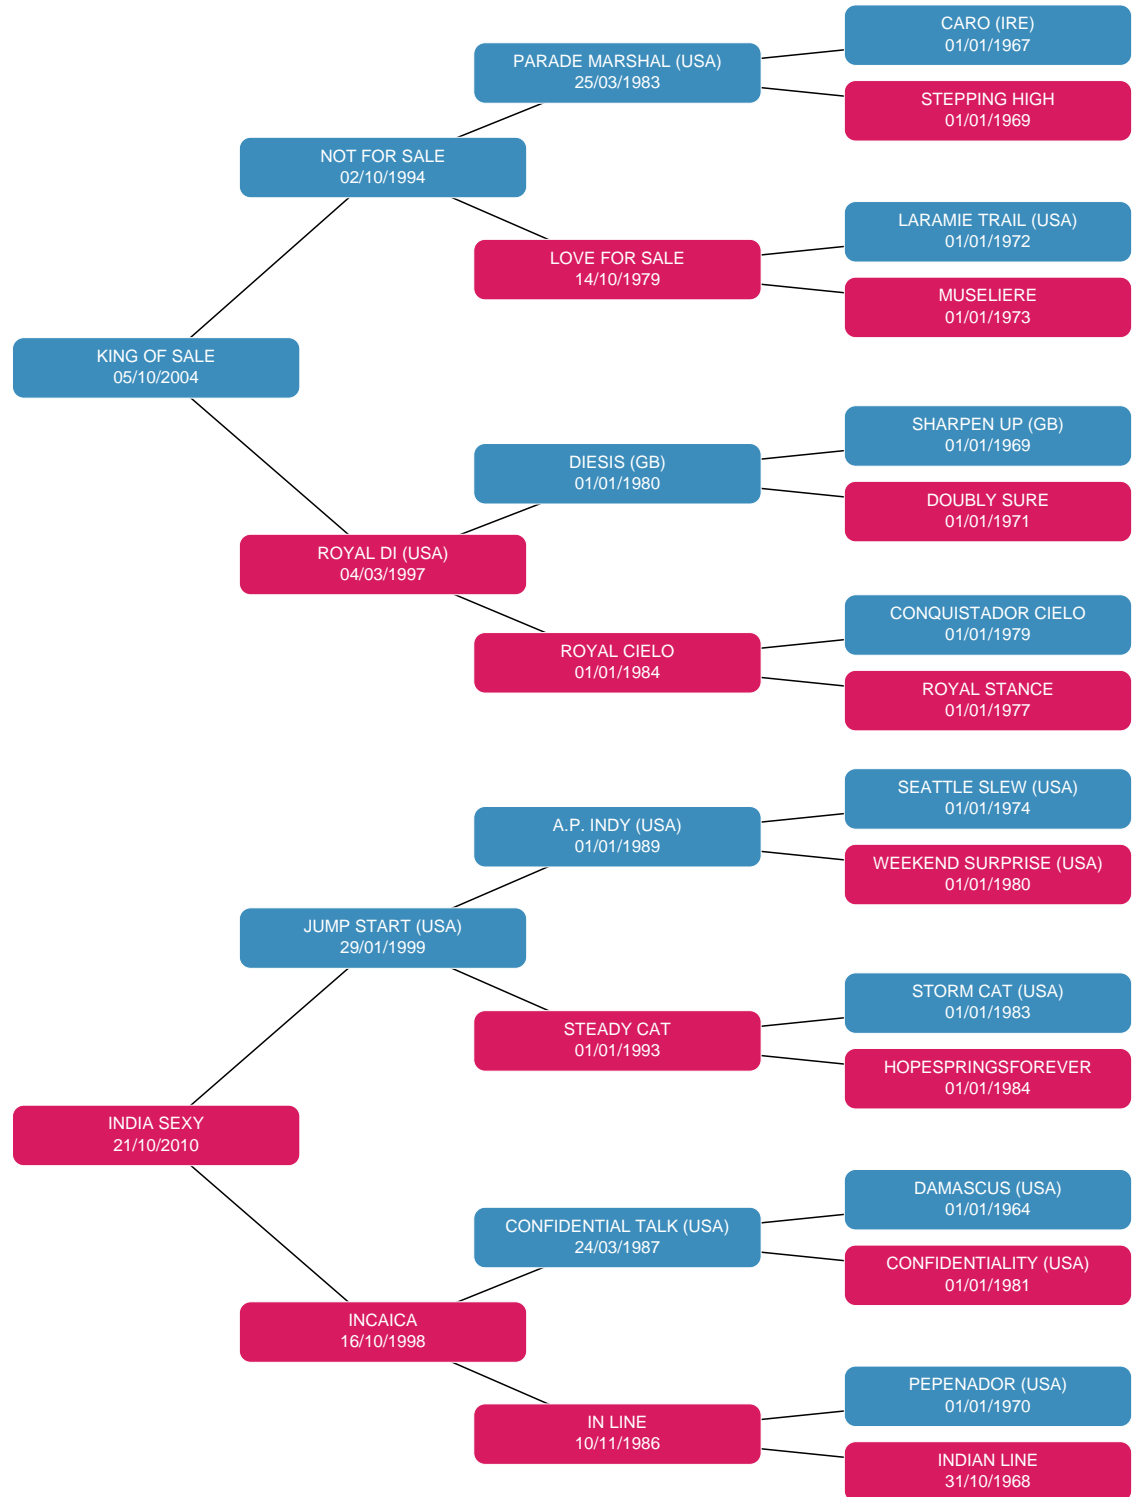 CARO (IRE)
01/01/1967
PARADE MARSHAL (USA)
25/03/1983
STEPPING HIGH
01/01/1969
NOT FOR SALE
02/10/1994
LARAMIE TRAIL (USA)
01/01/1972
LOVE FOR SALE
14/10/1979
MUSELIERE
01/01/1973
KING OF SALE
05/10/2004
SHARPEN UP (GB)
01/01/1969
DIESIS (GB)
01/01/1980
DOUBLY SURE
01/01/1971
ROYAL DI (USA)
04/03/1997
CONQUISTADOR CIELO
01/01/1979
ROYAL CIELO
01/01/1984
ROYAL STANCE
01/01/1977
SEATTLE SLEW (USA)
01/01/1974
A.P. INDY (USA)
01/01/1989
WEEKEND SURPRISE (USA)
01/01/1980
JUMP START (USA)
29/01/1999
STORM CAT (USA)
01/01/1983
STEADY CAT
01/01/1993
HOPESPRINGSFOREVER
01/01/1984
INDIA SEXY
21/10/2010
DAMASCUS (USA)
01/01/1964
CONFIDENTIAL TALK (USA)
24/03/1987
CONFIDENTIALITY (USA)
01/01/1981
INCAICA
16/10/1998
PEPENADOR (USA)
01/01/1970
IN LINE
10/11/1986
INDIAN LINE
31/10/1968